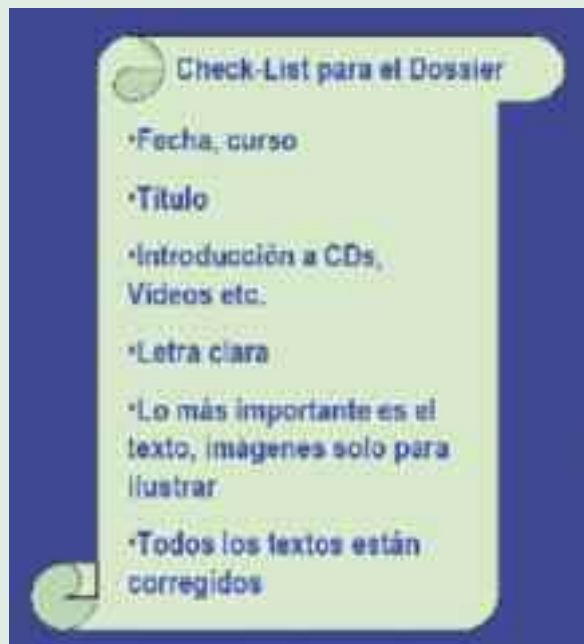 Check-List para el Dossier
•Fecha, curso
•Título
•Introducción a CDs,
Vídeos etc.
•Letra clara
•Lo más importante es el
texto, imágenes solo para
ilustrar
•Todos los textos están
corregidos